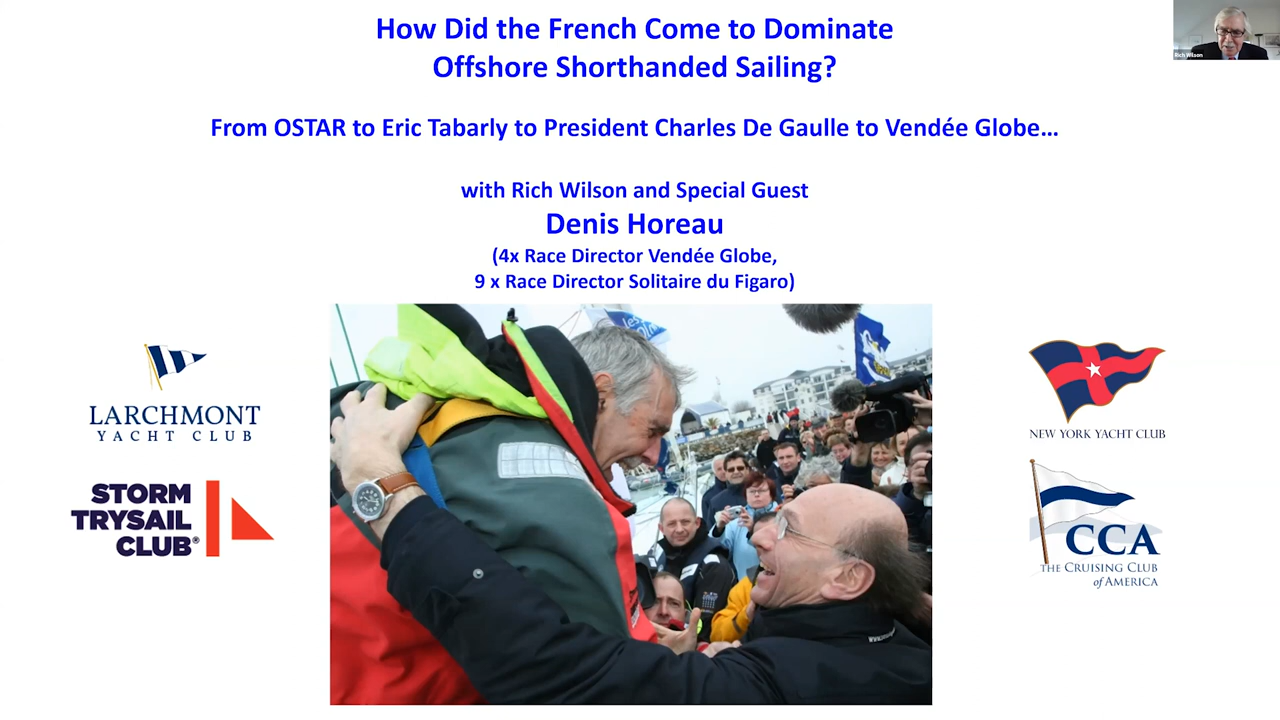 How Did the French Come to Dominate
Offshore Shorthanded Sailing?
Rich Wilson
From OSTAR to Eric Tabarly to President Charles De Gaulle to Vendée Globe…
with Rich Wilson and Special Guest
Denis Horeau
(4x Race Director Vendée Globe,
9 x Race Director Solitaire du Figaro)
LARCHMONT
YACHT CLUB
STORM
TRYSAIL
CLUB®
NEW YORK YACHT CLUB
CCA
THE CRUISING CLUB
of AMERICA